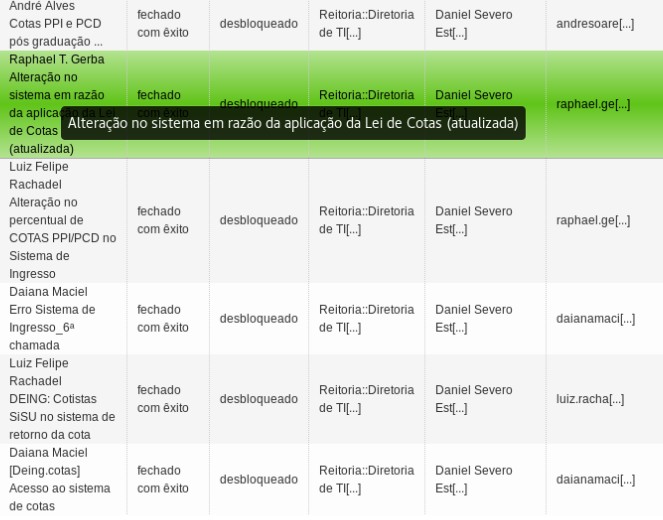 André Alves
Cotas PPI e PCD
pós graduação ...
fechado
com êxito
desbloqueado
Reitoria::Diretoria
de TI[...]
Daniel Severo
Est[...]
andresoare[...]
Raphael T. Gerba
Alteração no
sistema em razão
da aplicação da Lei
de Cotas
(atualizada)
fechado
com êxito
desbloqueado
Reitoria::Diretoria
de TI[...]
Daniel Severo
Est[...]
raphael.ge[...]
Alteração no sistema em razão da aplicação da Lei de Cotas (atualizada)
Luiz Felipe
Rachadel
Alteração no
percentual de
COTAS PPI/PCD no
Sistema de
Ingresso
fechado
com êxito
desbloqueado
Reitoria::Diretoria
de TI[...]
Daniel Severo
Est[...]
raphael.ge[...]
Daiana Maciel
Erro Sistema de
Ingresso_6ª
chamada
fechado
com êxito
desbloqueado
Reitoria::Diretoria
de TI[...]
Daniel Severo
Est[...]
daianamaci[...]
Luiz Felipe
Rachadel
DEING: Cotistas
SiSU no sistema de
retorno da cota
fechado
com êxito
desbloqueado
Reitoria::Diretoria
de TI[...]
Daniel Severo
Est[...]
luiz.racha[...]
Daiana Maciel
[Deing.cotas]
Acesso ao sistema
de cotas
fechado
com êxito
desbloqueado
Reitoria::Diretoria
de TI[...]
Daniel Severo
Est[...]
daianamaci[...]